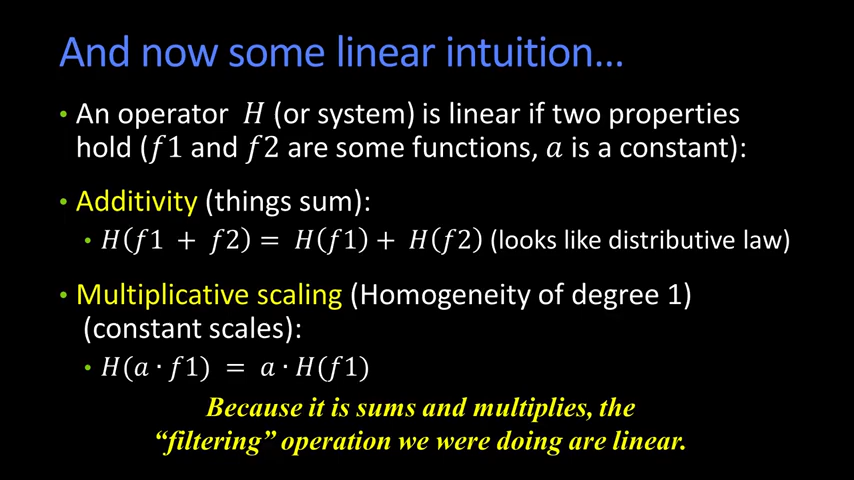 And now some linear intuition…
• An operator H (or system) is linear if two properties
hold (f1 and f2 are some functions, a is a constant):
• Additivity (things sum):
• H(f1 + f2) = H(f1) + H(f2) (looks like distributive law)
• Multiplicative scaling (Homogeneity of degree 1)
(constant scales):
• H(a · f1) = a · H(f1)
Because it is sums and multiplies, the
“filtering” operation we were doing are linear.